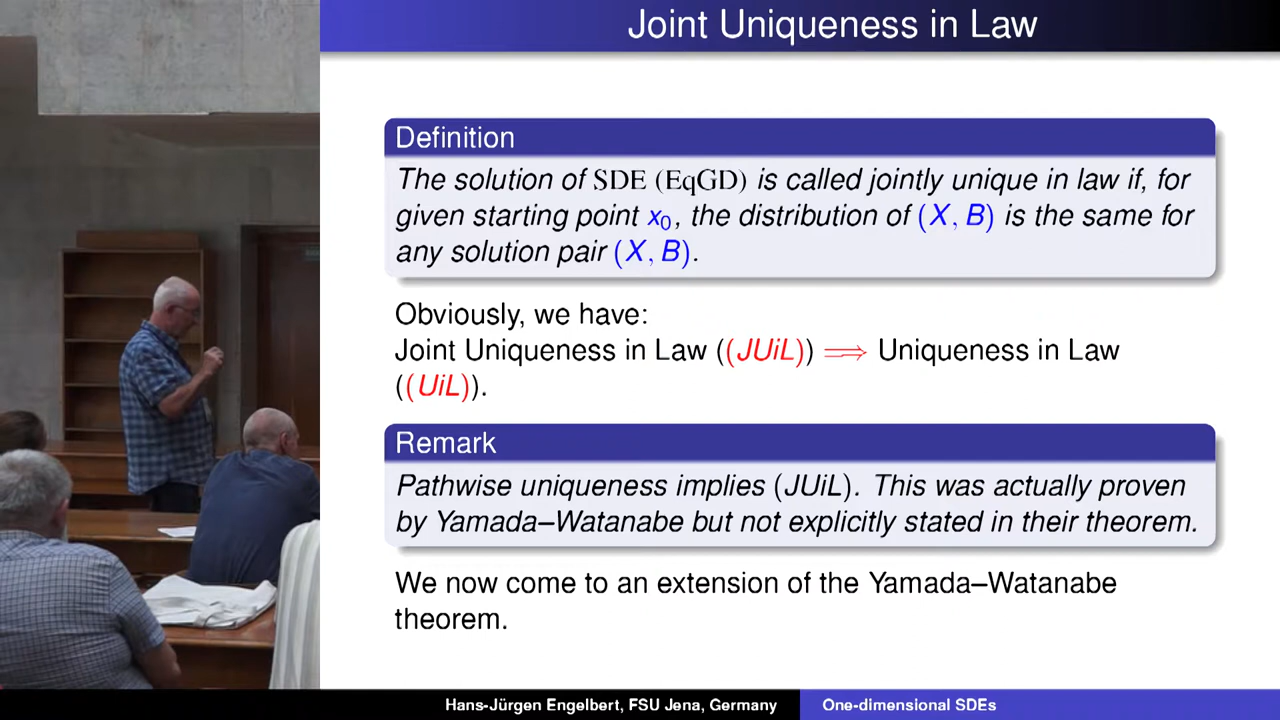 Joint Uniqueness in Law
Definition
The solution of SDE (EqGD) is called jointly unique in law if, for
given starting point x₀, the distribution of (X, B) is the same for
any solution pair (X, B).
Obviously, we have:
Joint Uniqueness in Law ((JUiL)) ⟹ Uniqueness in Law
((UiL)).
Remark
Pathwise uniqueness implies (JUiL). This was actually proven
by Yamada–Watanabe but not explicitly stated in their theorem.
We now come to an extension of the Yamada–Watanabe
theorem.
Hans-Jürgen Engelbert, FSU Jena, Germany
One-dimensional SDEs